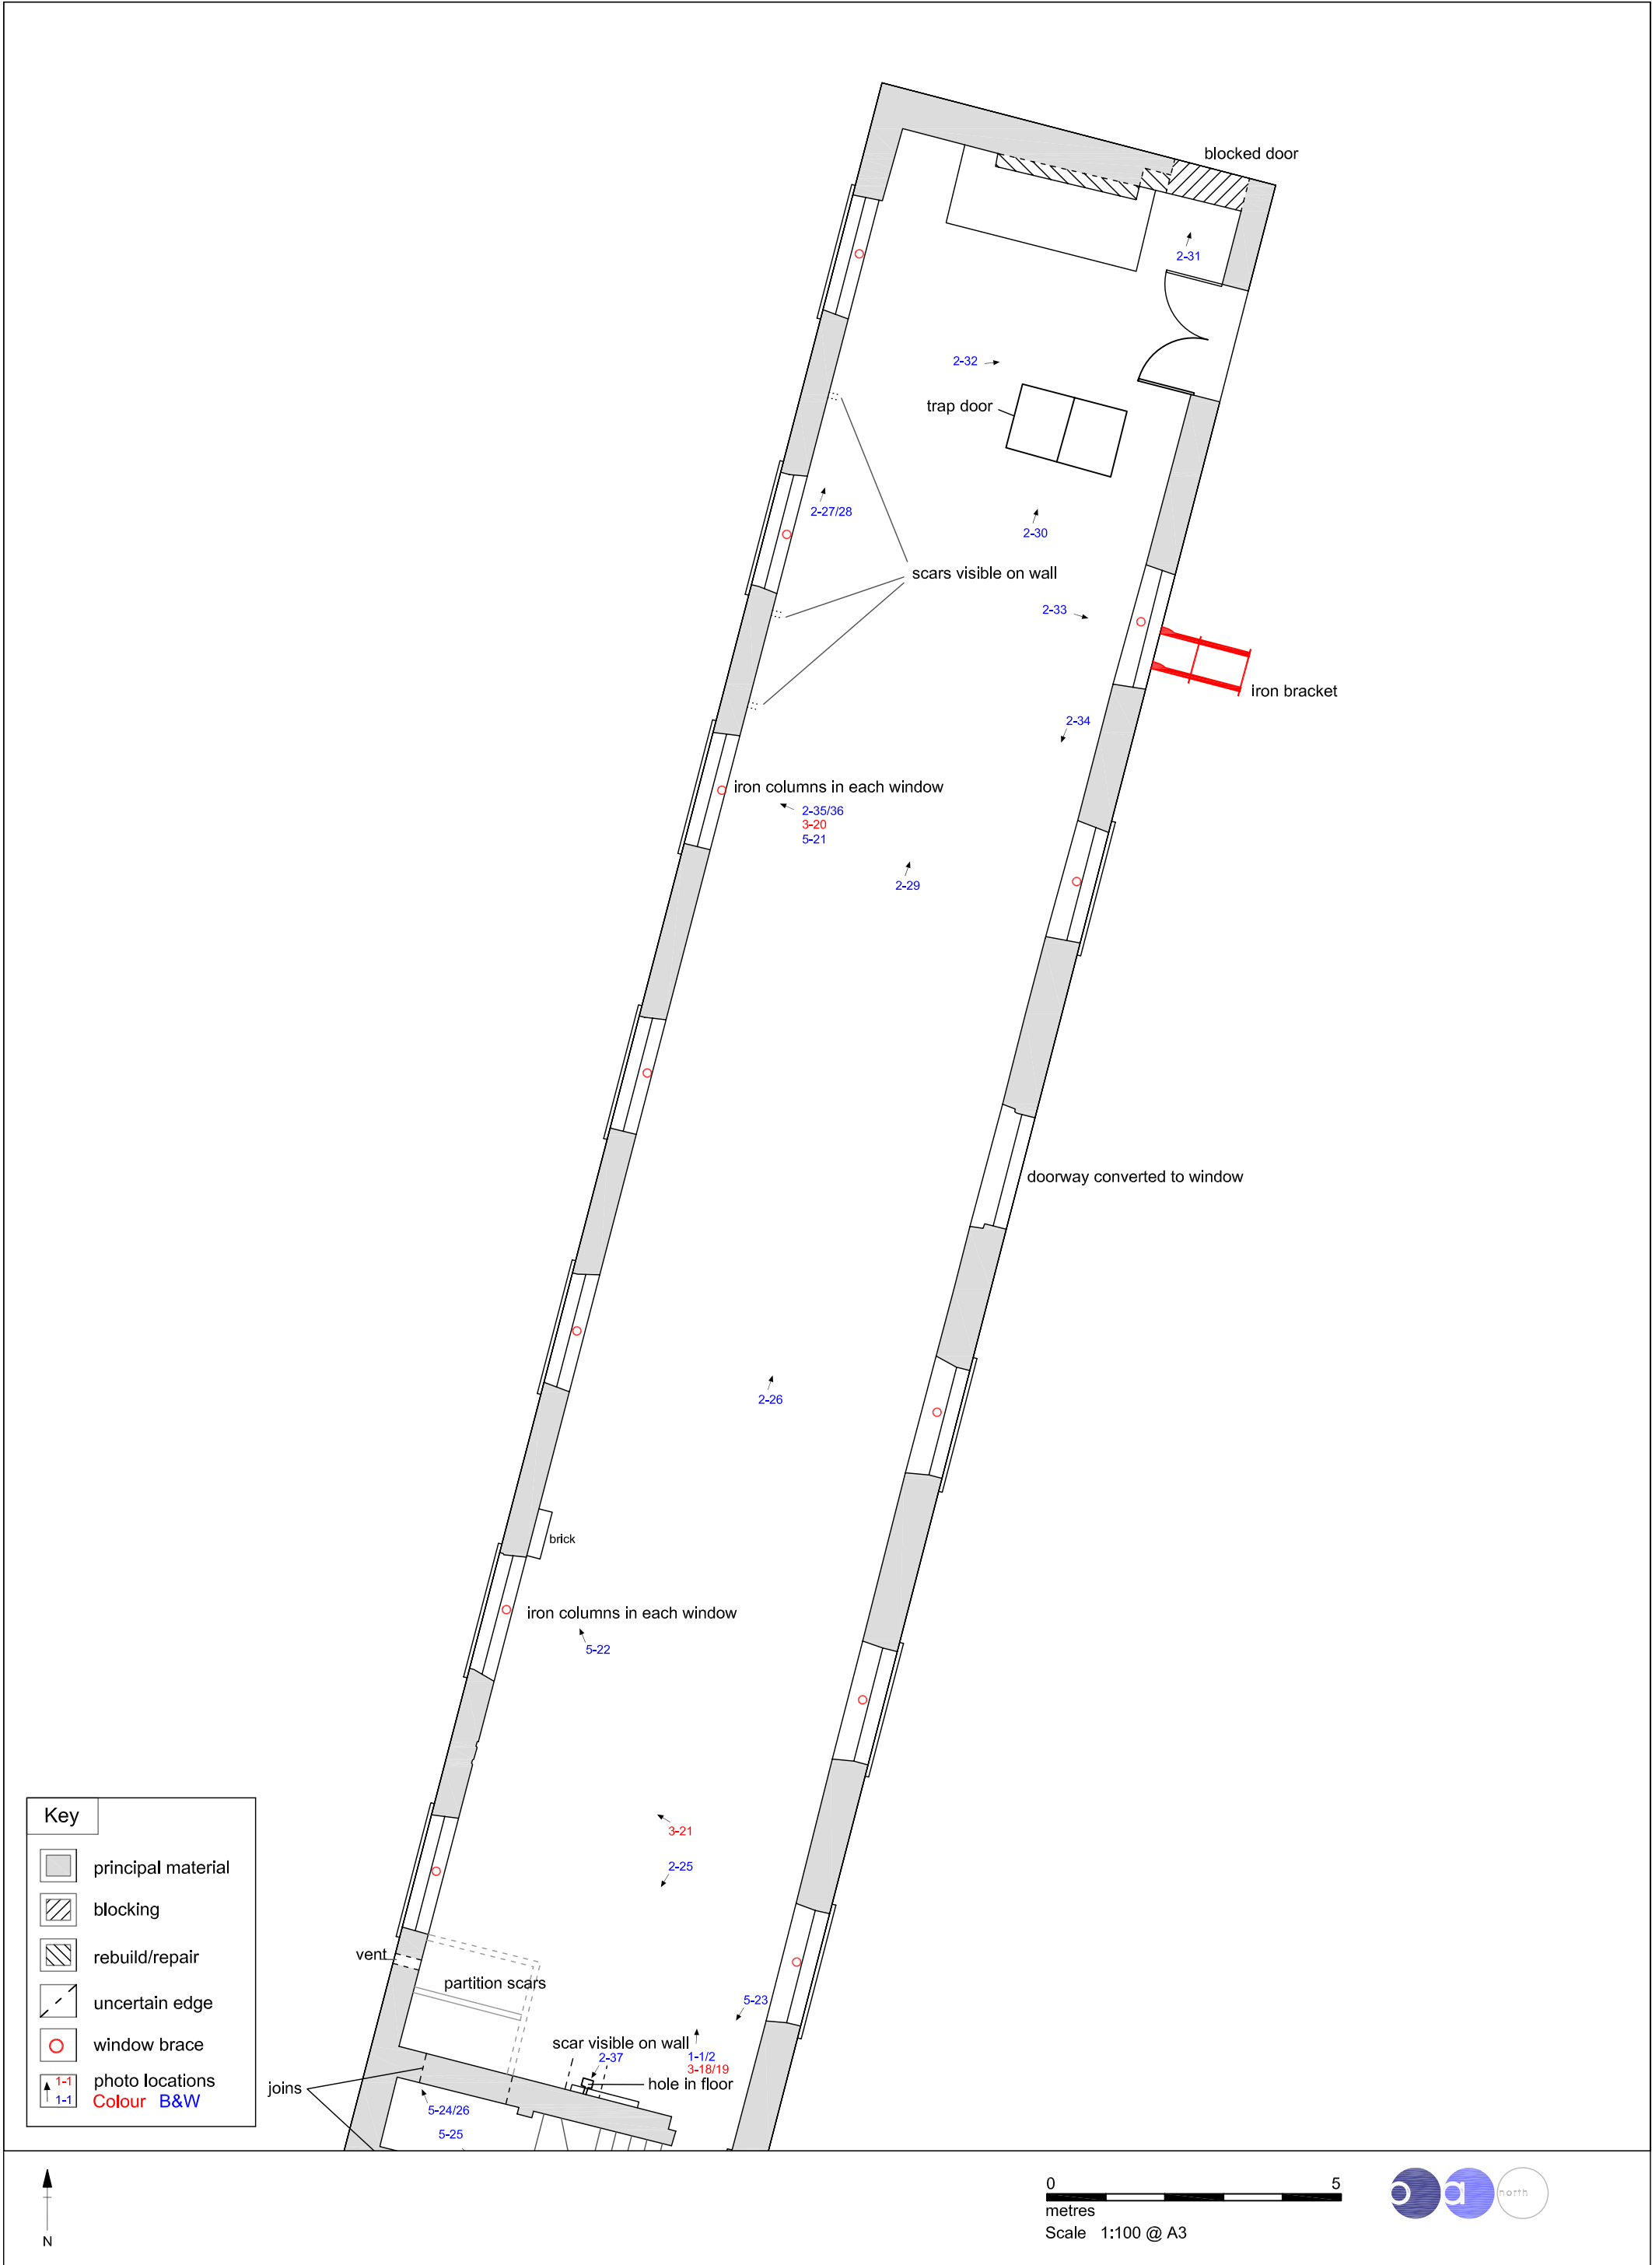 blocked door
2-31
2-32
trap door
2-27/28
2-30
scars visible on wall
2-33
iron bracket
2-34
iron columns in each window
2-35/36
3-20
5-21
2-29
doorway converted to window
2-26
brick
iron columns in each window
5-22
3-21
2-25
vent
partition scars
5-23
scar visible on wall
2-37
1-1/2
3-18/19
hole in floor
joins
5-24/26
5-25
Key
principal material
blocking
rebuild/repair
uncertain edge
window brace
1-1
1-1
photo locations
Colour B&W
N
0 5
metres
Scale 1:100 @ A3
o a north